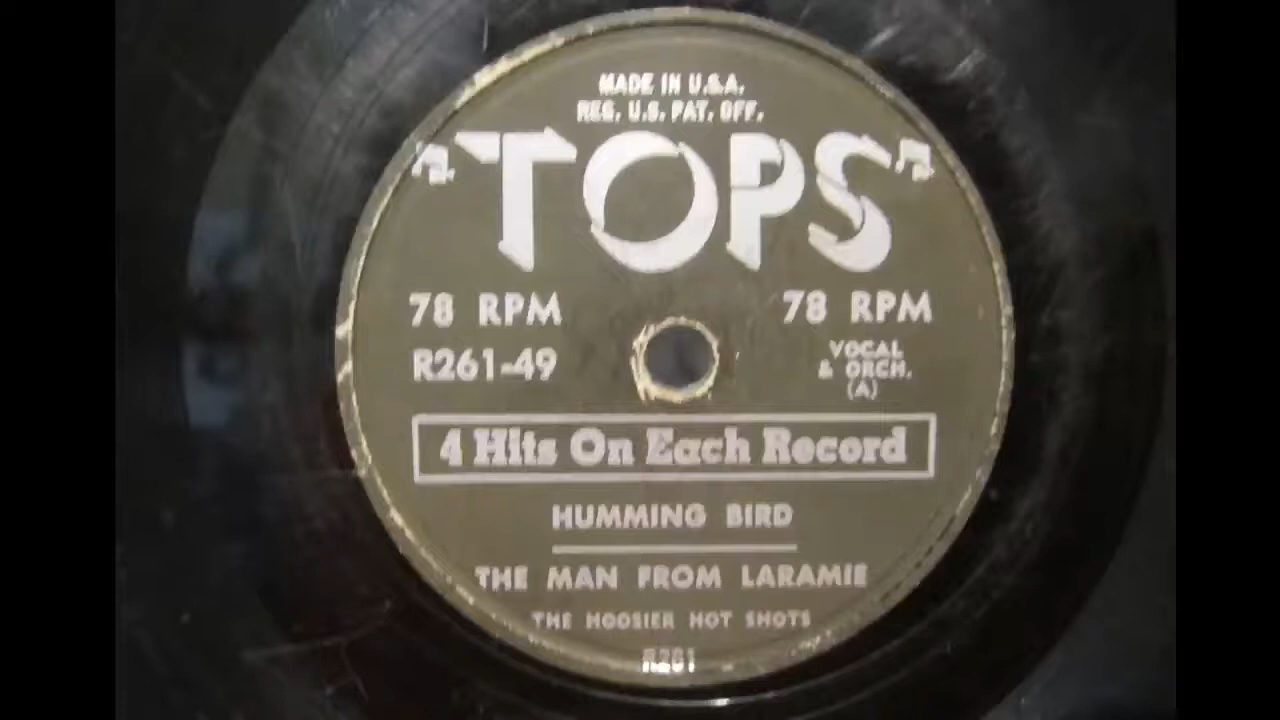 MADE IN U.S.A.
REG. U.S. PAT. OFF.
"TOPS"
78 RPM 78 RPM
R261-49
VOCAL
& ORCH.
(A)
4 Hits On Each Record
HUMMING BIRD
THE MAN FROM LARAMIE
THE HOOSIER HOT SHOTS
R261